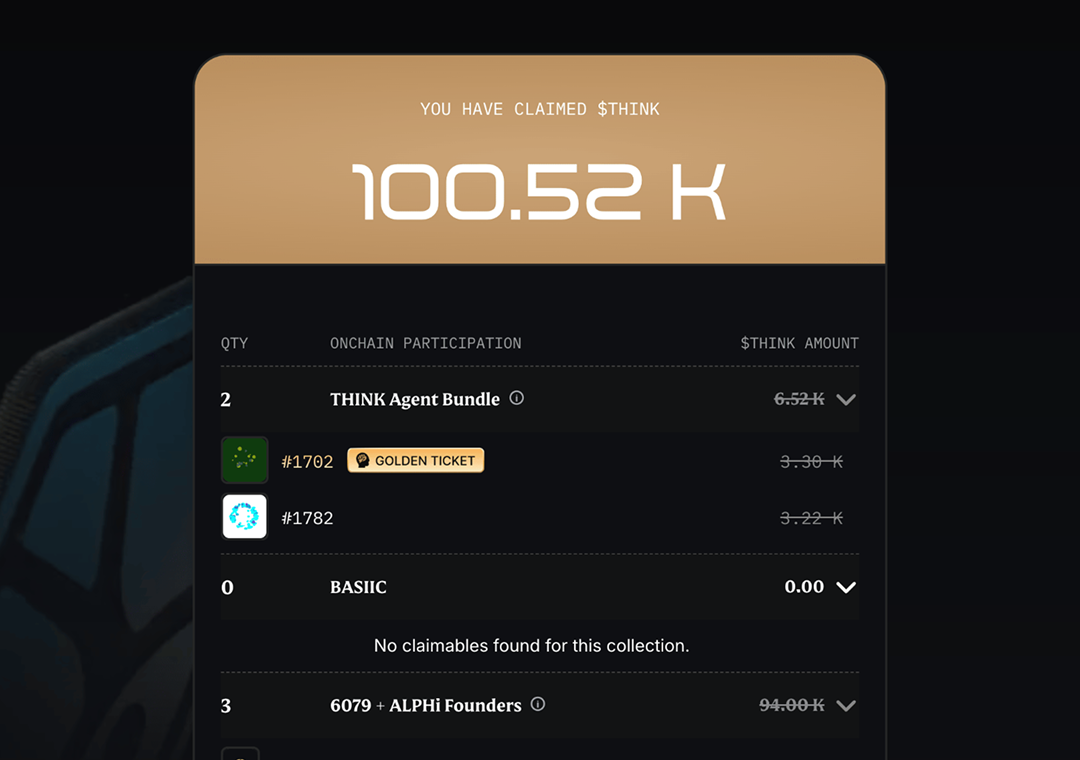 YOU HAVE CLAIMED $THINK
100.52 K
QTY ONCHAIN PARTICIPATION $THINK AMOUNT
2 THINK Agent Bundle 6.52 K
#1702 GOLDEN TICKET 3.30 K
#1782 3.22 K
0 BASIIC 0.00
No claimables found for this collection.
3 6079 + ALPHi Founders 94.00 K